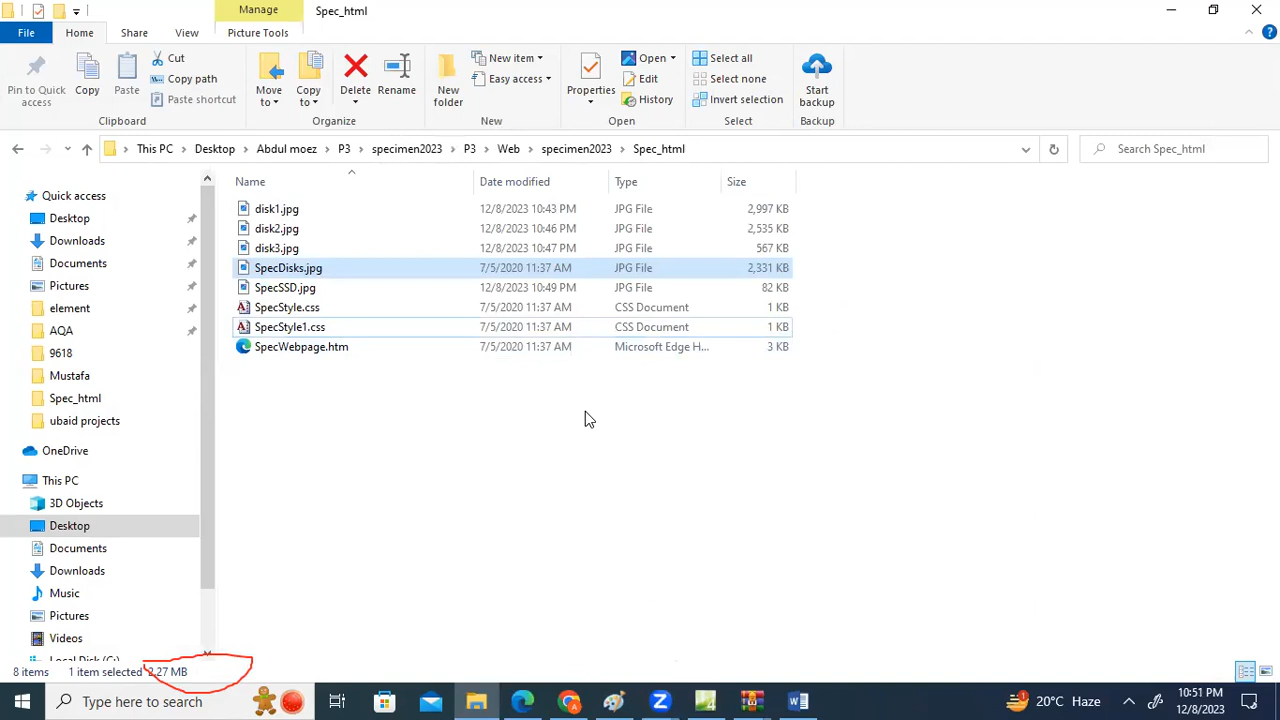 Manage
Spec_html
File
Home
Share
View
Picture Tools
Pin to Quick access
Copy
Paste
Cut
Copy path
Paste shortcut
Clipboard
Move to
Copy to
Delete
Rename
Organize
New folder
New item
Easy access
New
Properties
Open
Edit
History
Open
Select all
Select none
Invert selection
Select
Start backup
Backup
This PC > Desktop > Abdul moez > P3 > specimen2023 > P3 > Web > specimen2023 > Spec_html
Search Spec_html
Name Date modified Type Size
disk1.jpg 12/8/2023 10:43 PM JPG File 2,997 KB
disk2.jpg 12/8/2023 10:46 PM JPG File 2,535 KB
disk3.jpg 12/8/2023 10:47 PM JPG File 567 KB
SpecDisks.jpg 7/5/2020 11:37 AM JPG File 2,331 KB
SpecSSD.jpg 12/8/2023 10:49 PM JPG File 82 KB
SpecStyle.css 7/5/2020 11:37 AM CSS Document 1 KB
SpecStyle1.css 7/5/2020 11:37 AM CSS Document 1 KB
SpecWebpage.htm 7/5/2020 11:37 AM Microsoft Edge H... 3 KB
Quick access
Desktop
Downloads
Documents
Pictures
element
AQA
9618
Mustafa
Spec_html
ubaid projects
OneDrive
This PC
3D Objects
Desktop
Documents
Downloads
Music
Pictures
Videos
Local Disk (C:)
8 items 1 item selected 2.27 MB
Type here to search
20°C Haze
10:51 PM
12/8/2023